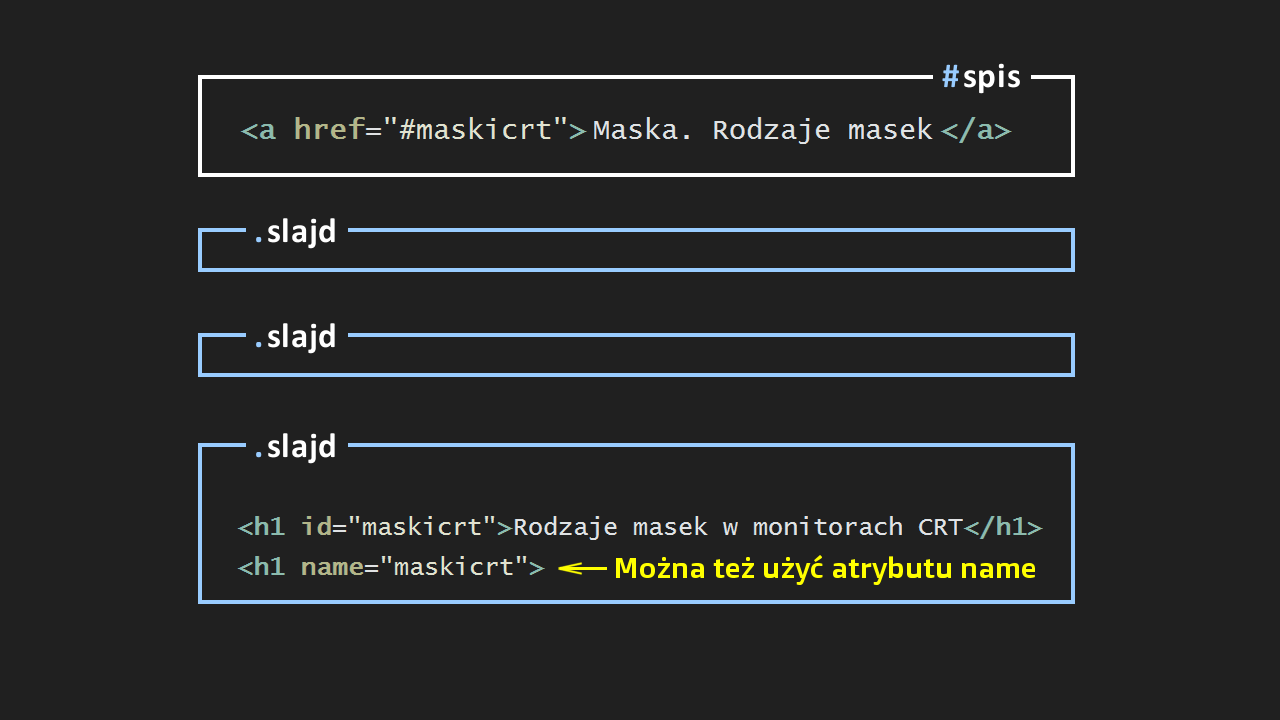 #spis
<a href="#maskicrt">Maska. Rodzaje masek</a>
.slajd
.slajd
.slajd
<h1 id="maskicrt">Rodzaje masek w monitorach CRT</h1>
<h1 name="maskicrt"> Można też użyć atrybutu name